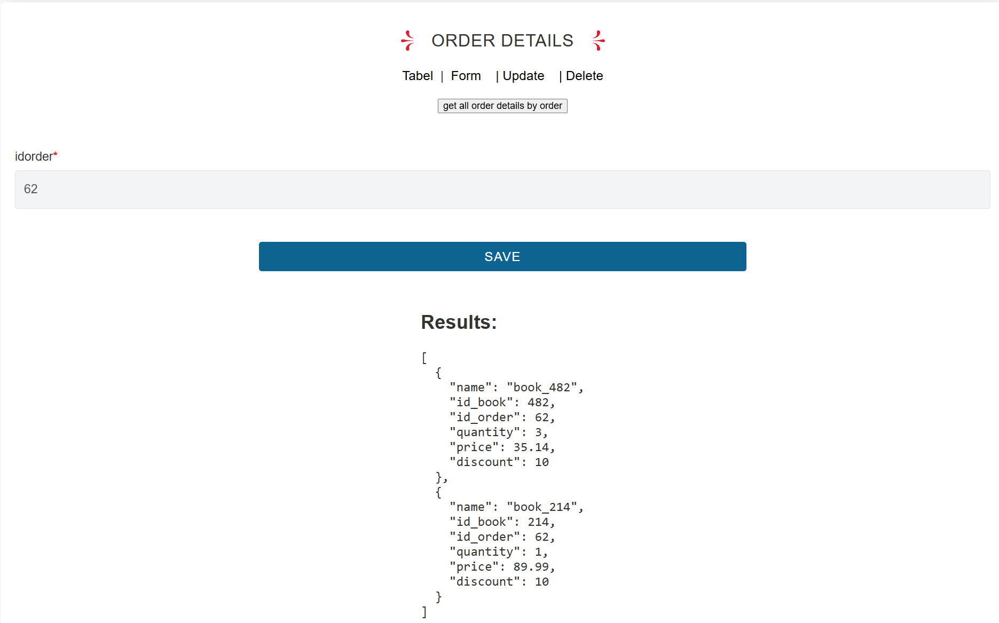 ORDER DETAILS
Tabel | Form | Update | Delete
get all order details by order
idorder*
62
SAVE
Results:
[
  {
    "name": "book_482",
    "id_book": 482,
    "id_order": 62,
    "quantity": 3,
    "price": 35.14,
    "discount": 10
  },
  {
    "name": "book_214",
    "id_book": 214,
    "id_order": 62,
    "quantity": 1,
    "price": 89.99,
    "discount": 10
  }
]